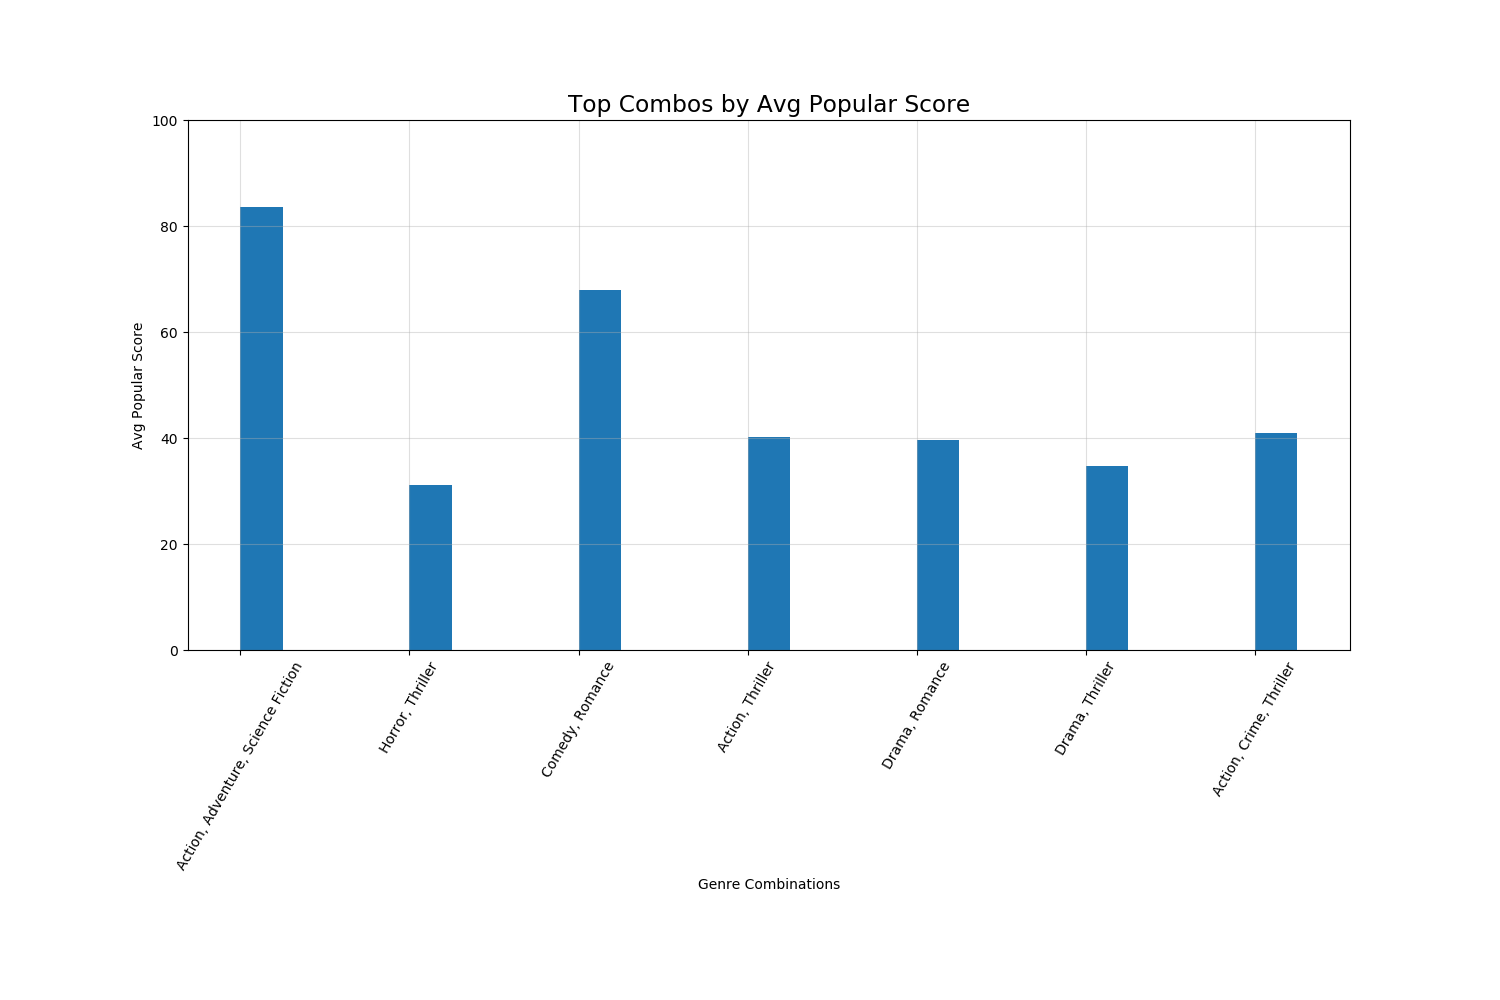 Top Combos by Avg Popular Score
100
80
60
40
20
0
Avg Popular Score
Action, Adventure, Science Fiction
Horror, Thriller
Comedy, Romance
Action, Thriller
Drama, Romance
Drama, Thriller
Action, Crime, Thriller
Genre Combinations